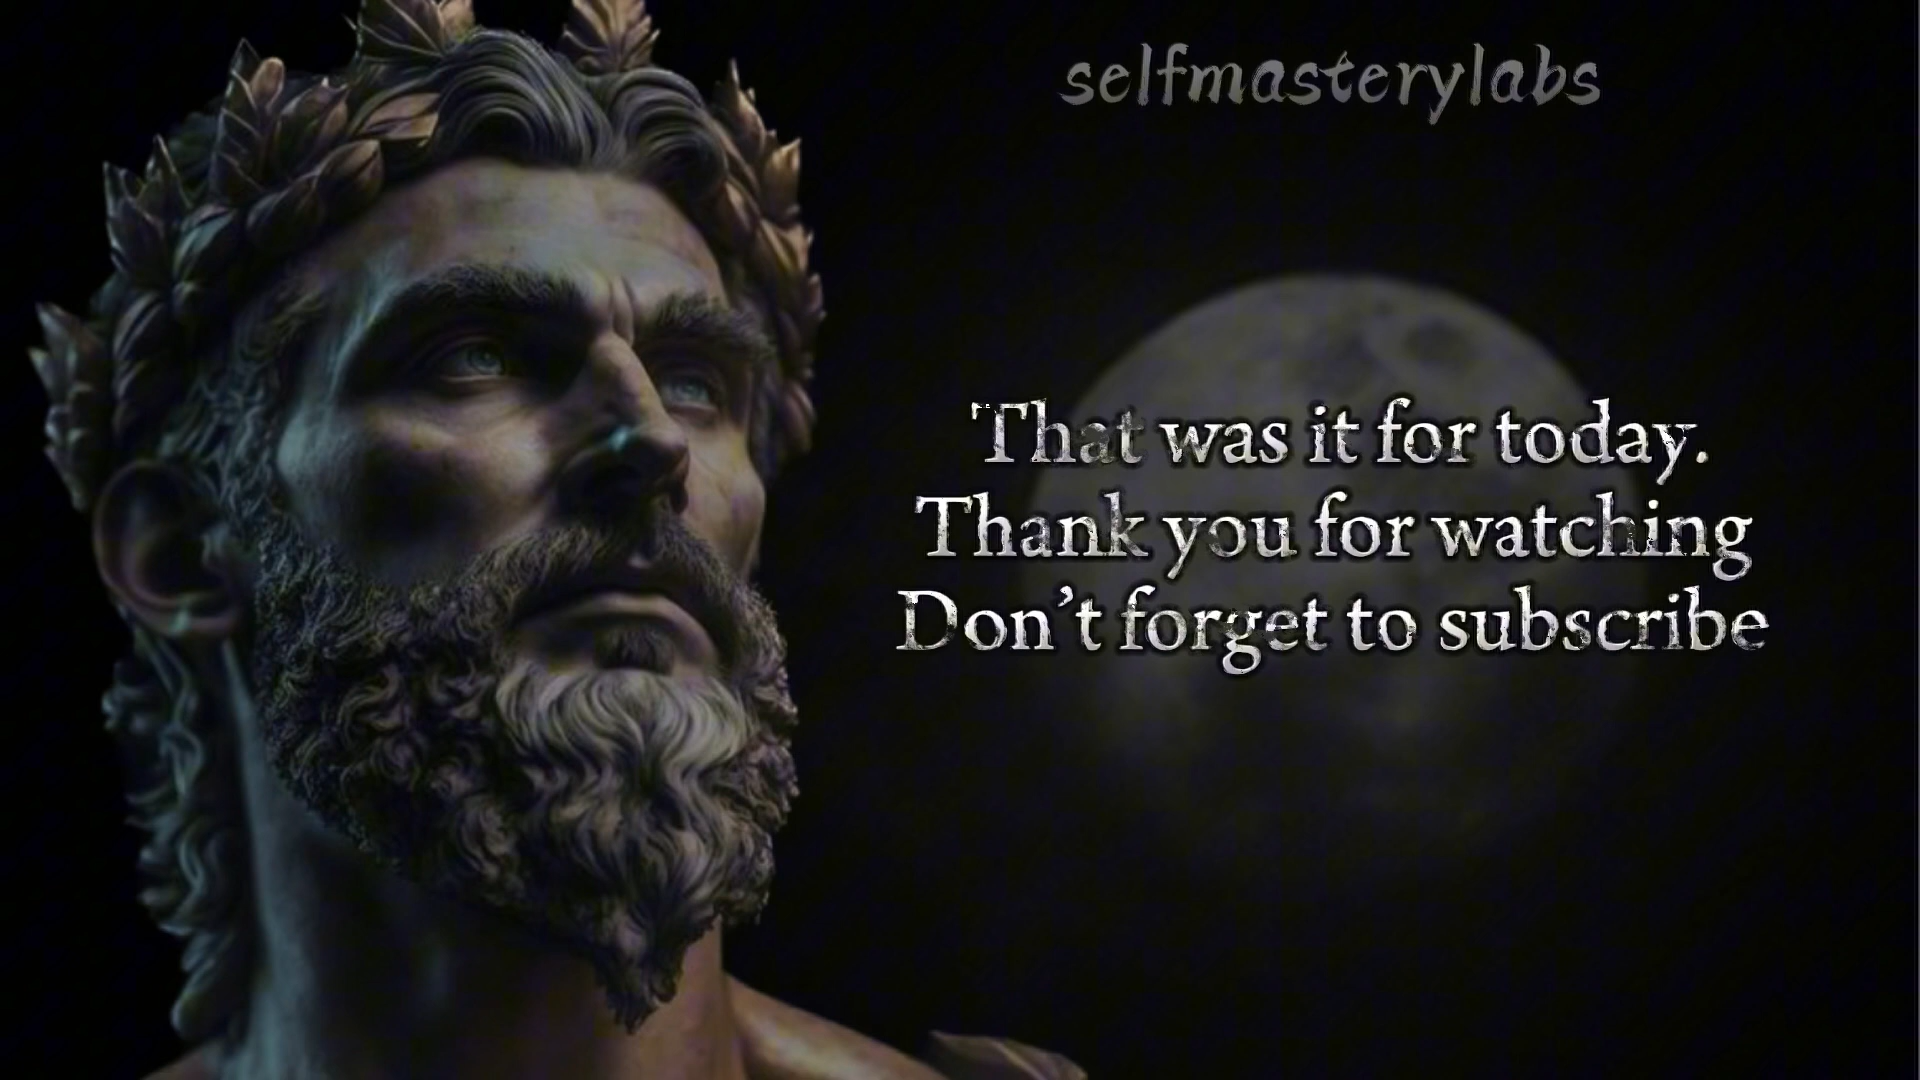 selfmasterylabs
That was it for today.
Thank you for watching
Don’t forget to subscribe